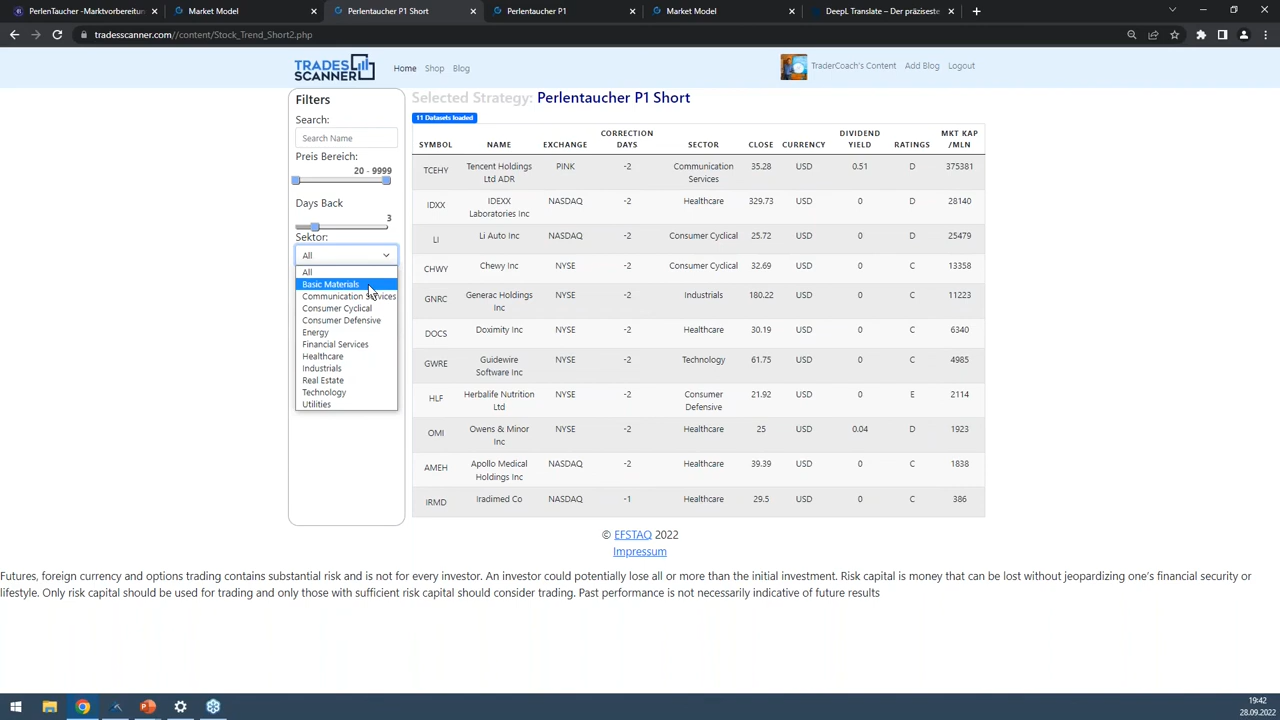 PerlenTaucher -Marktvorbereitun
Market Model
Perlentaucher P1 Short
Perlentaucher P1
Market Model
DeepL Translate – Der präziseste
tradesscanner.com//content/Stock_Trend_Short2.php
TRADES
SCANNER
Home Shop Blog
TraderCoach's Content Add Blog Logout
Filters
Search:
Search Name
Preis Bereich:
20 - 9999
Days Back
3
Sektor:
All
All
Basic Materials
Communication Services
Consumer Cyclical
Consumer Defensive
Energy
Financial Services
Healthcare
Industrials
Real Estate
Technology
Utilities
Selected Strategy: Perlentaucher P1 Short
11 Datasets loaded
SYMBOL NAME EXCHANGE CORRECTION DAYS SECTOR CLOSE CURRENCY DIVIDEND YIELD RATINGS MKT KAP /MLN
TCEHY Tencent Holdings Ltd ADR PINK -2 Communication Services 35.28 USD 0.51 D 375381
IDXX IDEXX Laboratories Inc NASDAQ -2 Healthcare 329.73 USD 0 D 28140
LI Li Auto Inc NASDAQ -2 Consumer Cyclical 25.72 USD 0 D 25479
CHWY Chewy Inc NYSE -2 Consumer Cyclical 32.69 USD 0 C 13358
GNRC Generac Holdings Inc NYSE -2 Industrials 180.22 USD 0 C 11223
DOCS Doximity Inc NYSE -2 Healthcare 30.19 USD 0 C 6340
GWRE Guidewire Software Inc NYSE -2 Technology 61.75 USD 0 C 4985
HLF Herbalife Nutrition Ltd NYSE -2 Consumer Defensive 21.92 USD 0 E 2114
OMI Owens & Minor Inc NYSE -2 Healthcare 25 USD 0.04 D 1923
AMEH Apollo Medical Holdings Inc NASDAQ -2 Healthcare 39.39 USD 0 C 1838
IRMD Iradimed Co NASDAQ -1 Healthcare 29.5 USD 0 C 386
© EFSTAQ 2022
Impressum
Futures, foreign currency and options trading contains substantial risk and is not for every investor. An investor could potentially lose all or more than the initial investment. Risk capital is money that can be lost without jeopardizing one's financial security or
lifestyle. Only risk capital should be used for trading and only those with sufficient risk capital should consider trading. Past performance is not necessarily indicative of future results
19:42
28.09.2022